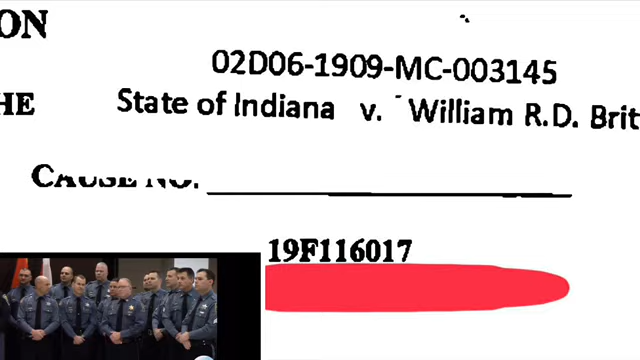 ON
02D06-1909-MC-003145
HE
State of Indiana v. William R.D. Brit
CAUSE NO.
19F116017